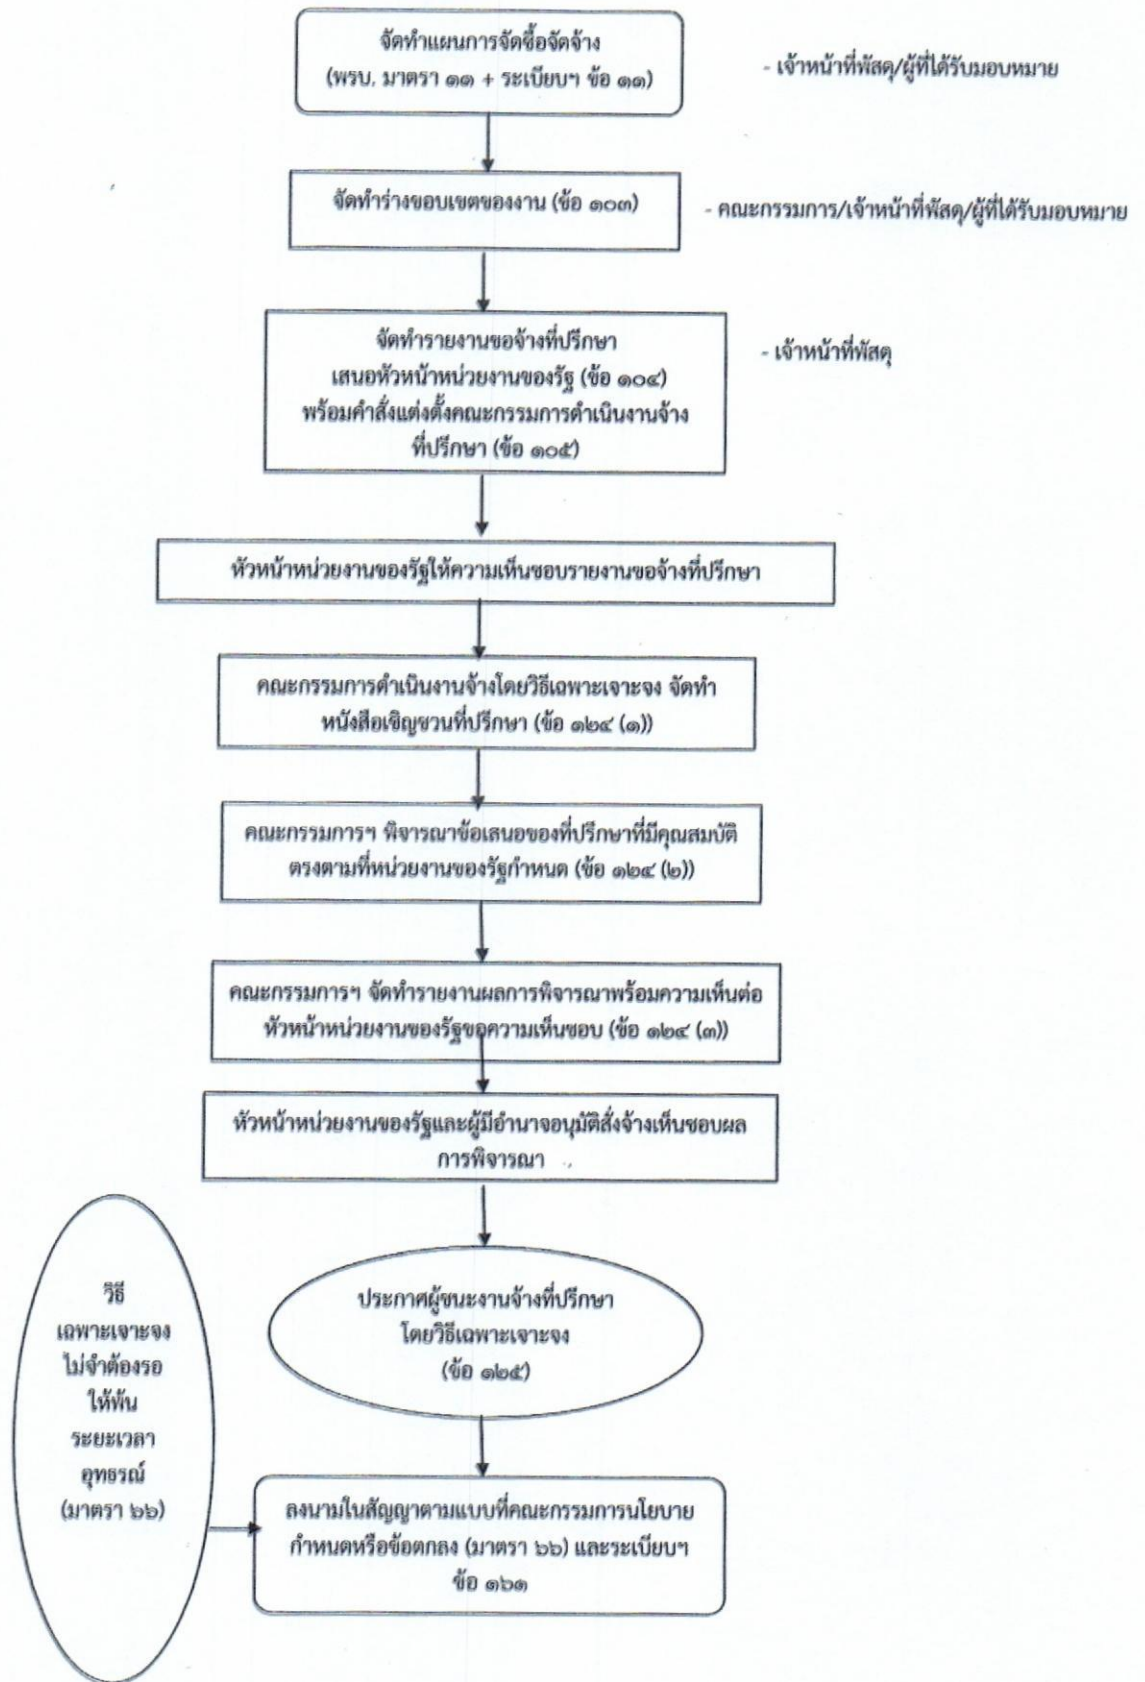 จัดทำแผนการจัดซื้อจัดจ้าง
(พรบ. มาตรา ๑๑ + ระเบียบฯ ข้อ ๑๑)
- เจ้าหน้าที่พัสดุ/ผู้ที่ได้รับมอบหมาย
จัดทำร่างขอบเขตของงาน (ข้อ ๑๐๓)
- คณะกรรมการ/เจ้าหน้าที่พัสดุ/ผู้ที่ได้รับมอบหมาย
จัดทำรายงานขอจ้างที่ปรึกษา
เสนอหัวหน้าหน่วยงานของรัฐ (ข้อ ๑๐๔)
พร้อมคำสั่งแต่งตั้งคณะกรรมการดำเนินงานจ้าง
ที่ปรึกษา (ข้อ ๑๐๕)
- เจ้าหน้าที่พัสดุ
หัวหน้าหน่วยงานของรัฐให้ความเห็นชอบรายงานขอจ้างที่ปรึกษา
คณะกรรมการดำเนินงานจ้างโดยวิธีเฉพาะเจาะจง จัดทำ
หนังสือเชิญชวนที่ปรึกษา (ข้อ ๑๒๔ (๑))
คณะกรรมการฯ พิจารณาข้อเสนอของที่ปรึกษาที่มีคุณสมบัติ
ตรงตามที่หน่วยงานของรัฐกำหนด (ข้อ ๑๒๔ (๒))
คณะกรรมการฯ จัดทำรายงานผลการพิจารณาพร้อมความเห็นต่อ
หัวหน้าหน่วยงานของรัฐขอความเห็นชอบ (ข้อ ๑๒๔ (๓))
หัวหน้าหน่วยงานของรัฐและผู้มีอำนาจอนุมัติสั่งจ้างเห็นชอบผล
การพิจารณา
ประกาศผู้ชนะงานจ้างที่ปรึกษา
โดยวิธีเฉพาะเจาะจง
(ข้อ ๑๒๕)
วิธี
เฉพาะเจาะจง
ไม่จำต้องรอ
ให้พ้น
ระยะเวลา
อุทธรณ์
(มาตรา ๖๖)
ลงนามในสัญญาตามแบบที่คณะกรรมการนโยบาย
กำหนดหรือข้อตกลง (มาตรา ๖๖) และระเบียบฯ
ข้อ ๑๖๑